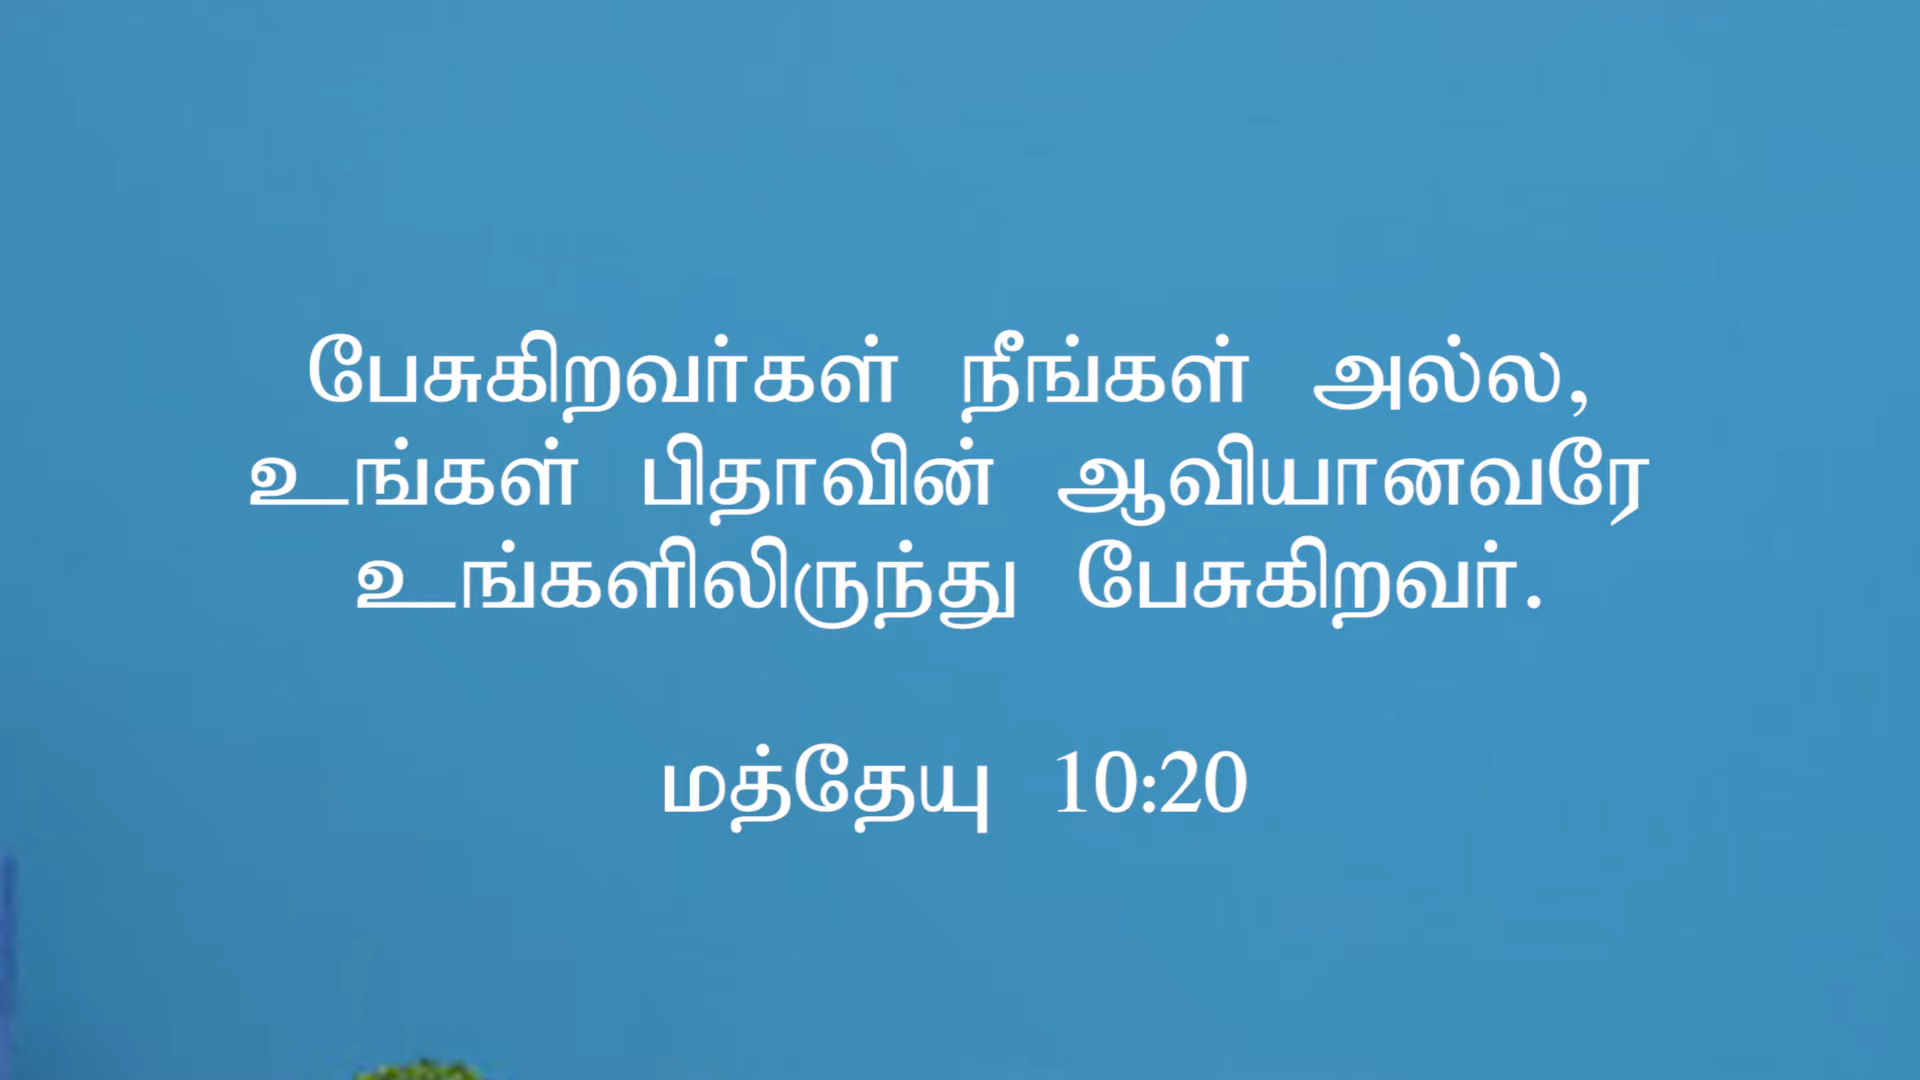 பேசுகிறவர்கள் நீங்கள் அல்ல,
உங்கள் பிதாவின் ஆவியானவரே
உங்களிலிருந்து பேசுகிறவர்.
மத்தேயு 10:20